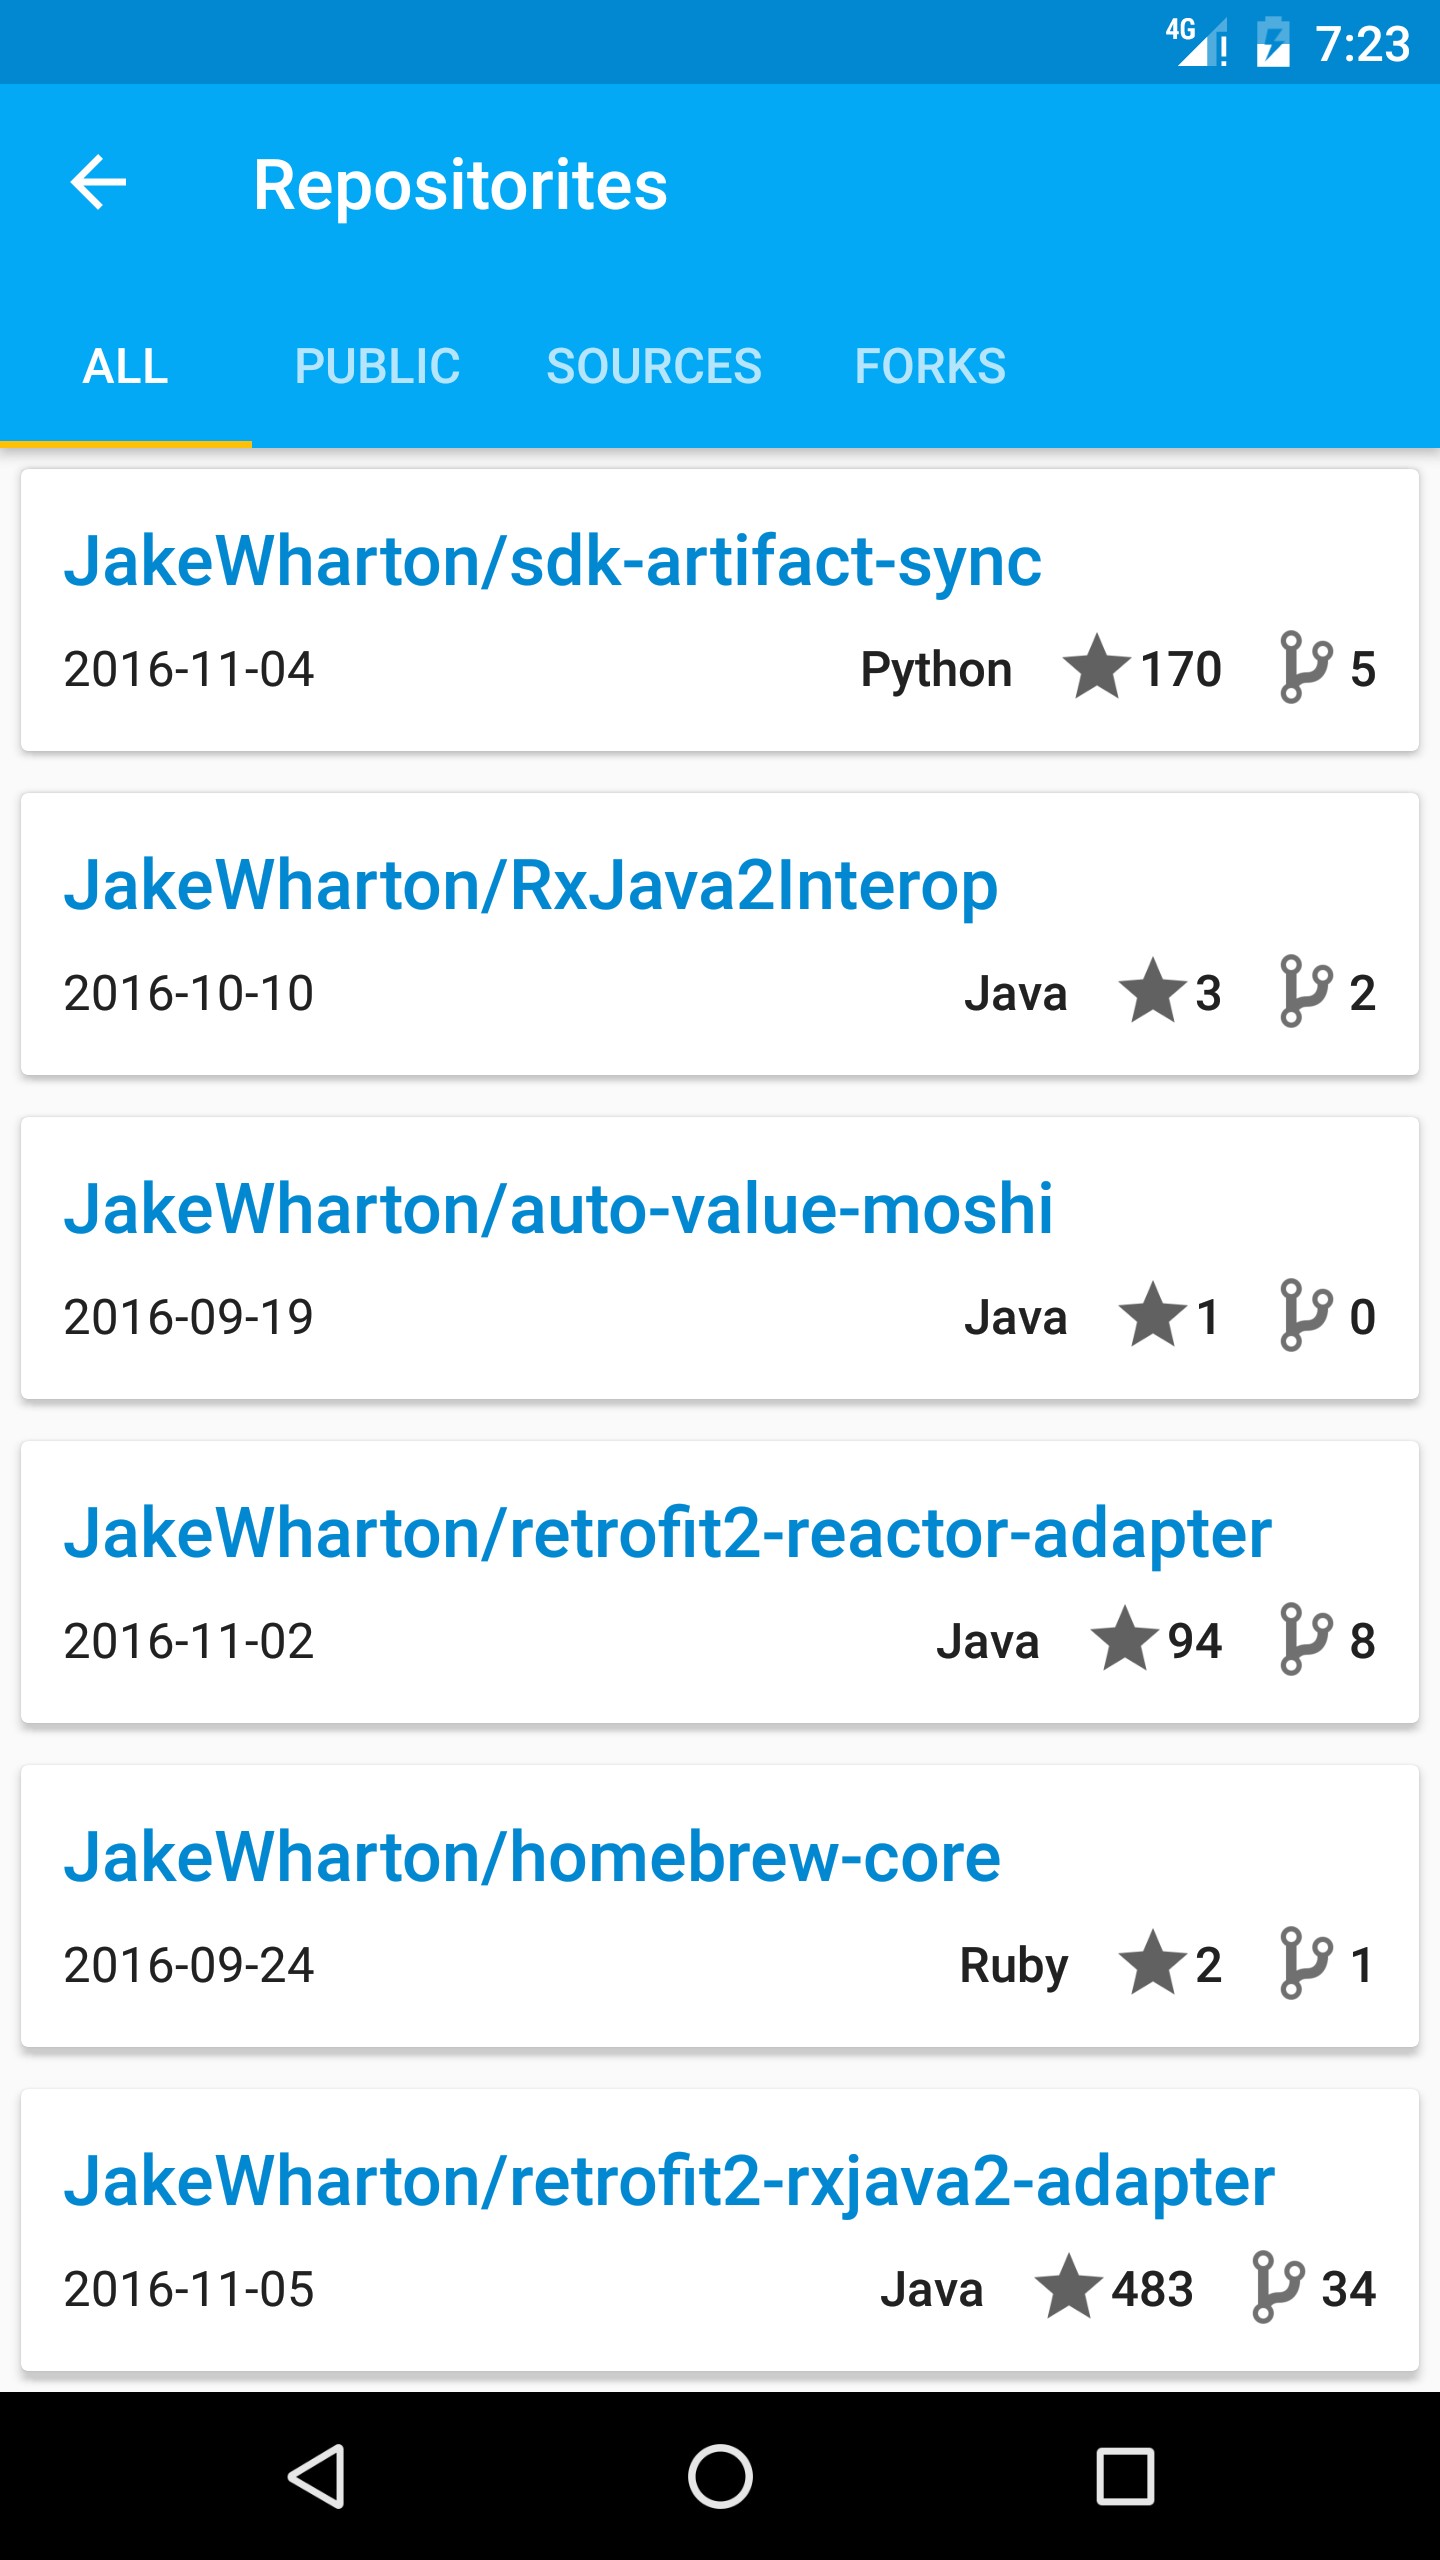 4G 7:23
Repositorites
ALL PUBLIC SOURCES FORKS
JakeWharton/sdk-artifact-sync
2016-11-04 Python 170 5
JakeWharton/RxJava2Interop
2016-10-10 Java 3 2
JakeWharton/auto-value-moshi
2016-09-19 Java 1 0
JakeWharton/retrofit2-reactor-adapter
2016-11-02 Java 94 8
JakeWharton/homebrew-core
2016-09-24 Ruby 2 1
JakeWharton/retrofit2-rxjava2-adapter
2016-11-05 Java 483 34